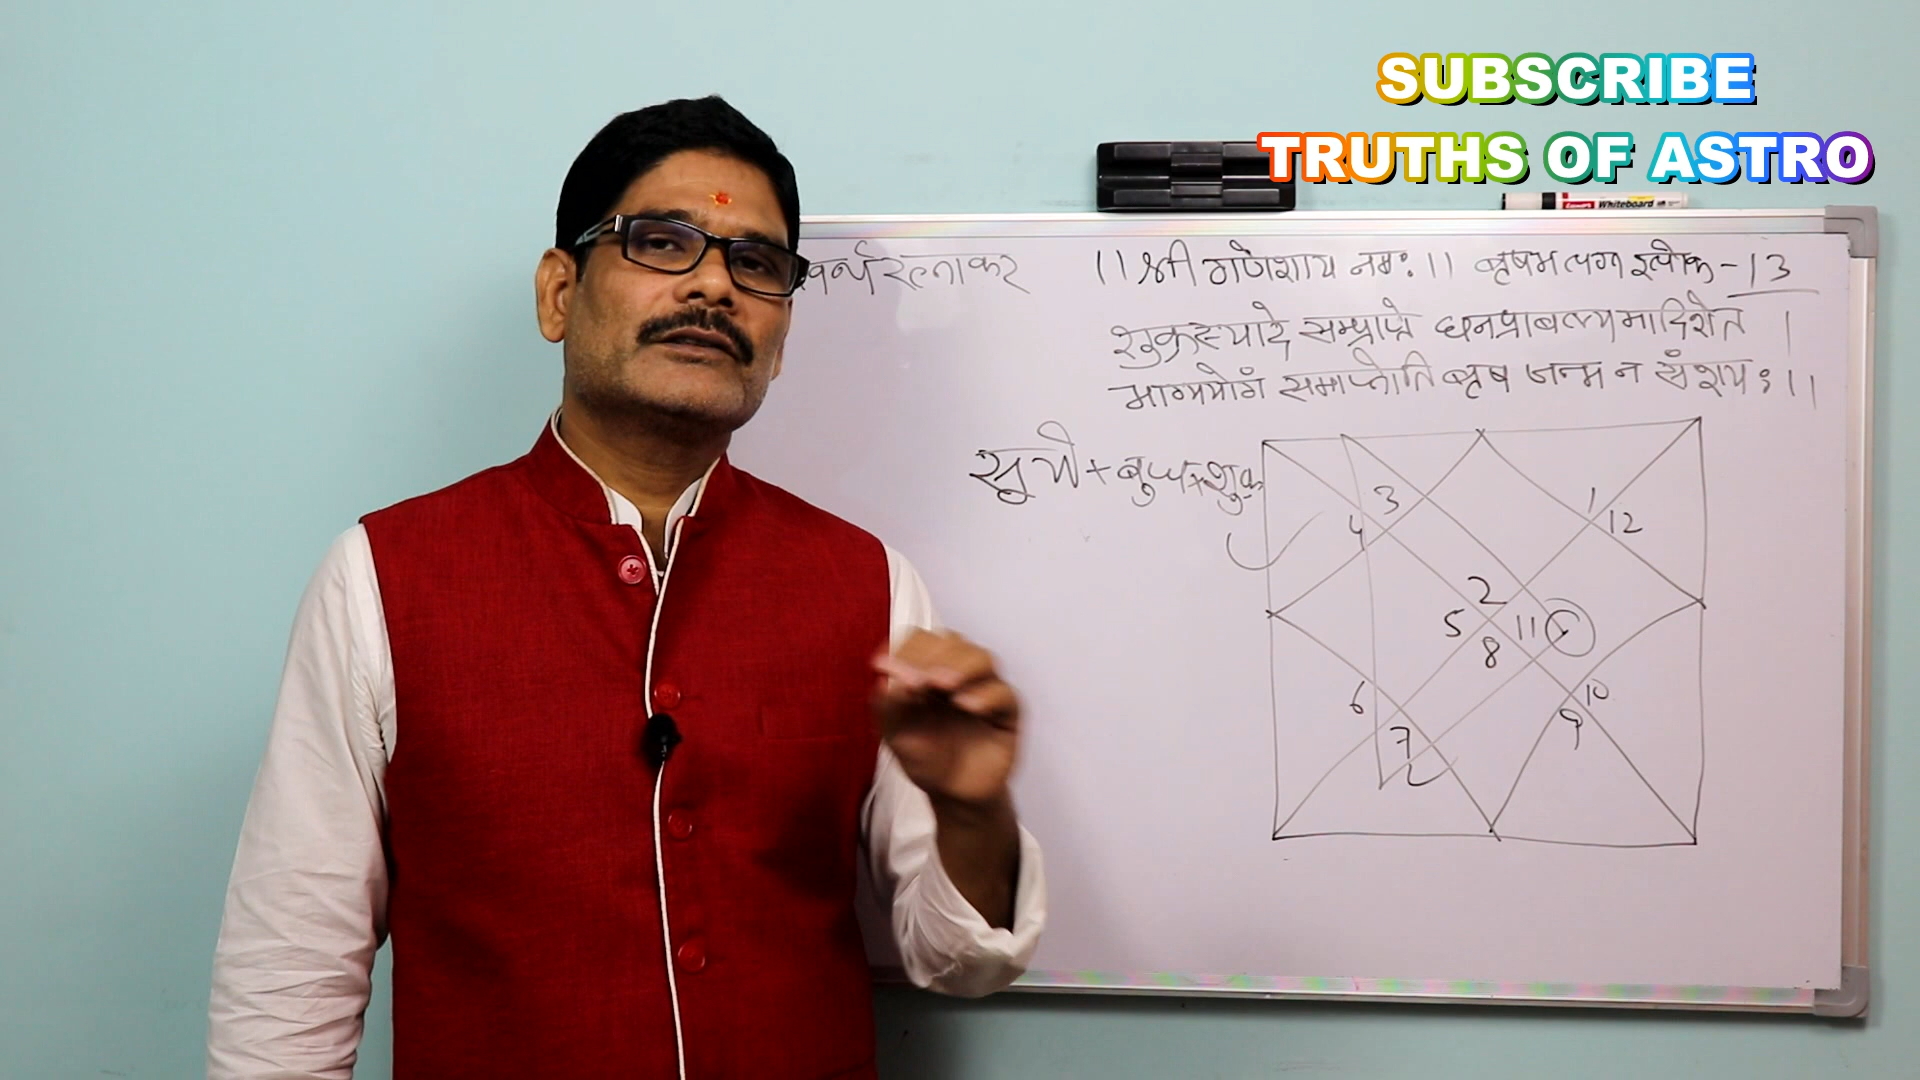 SUBSCRIBE
TRUTHS OF ASTRO
Whiteboard
रत्नाकर ।।श्री गणेशाय नमः।। बृषभ लग्न श्लोक-13
सम्प्राप्ते धनप्राबल्यमादिशेत ।
भाग्ययोगं समाप्नोति बृष जन्म न संशयः।।
सूर्य+बुध+शुक्र
3 1
4 12
2
5 11
8
6 10
7 9